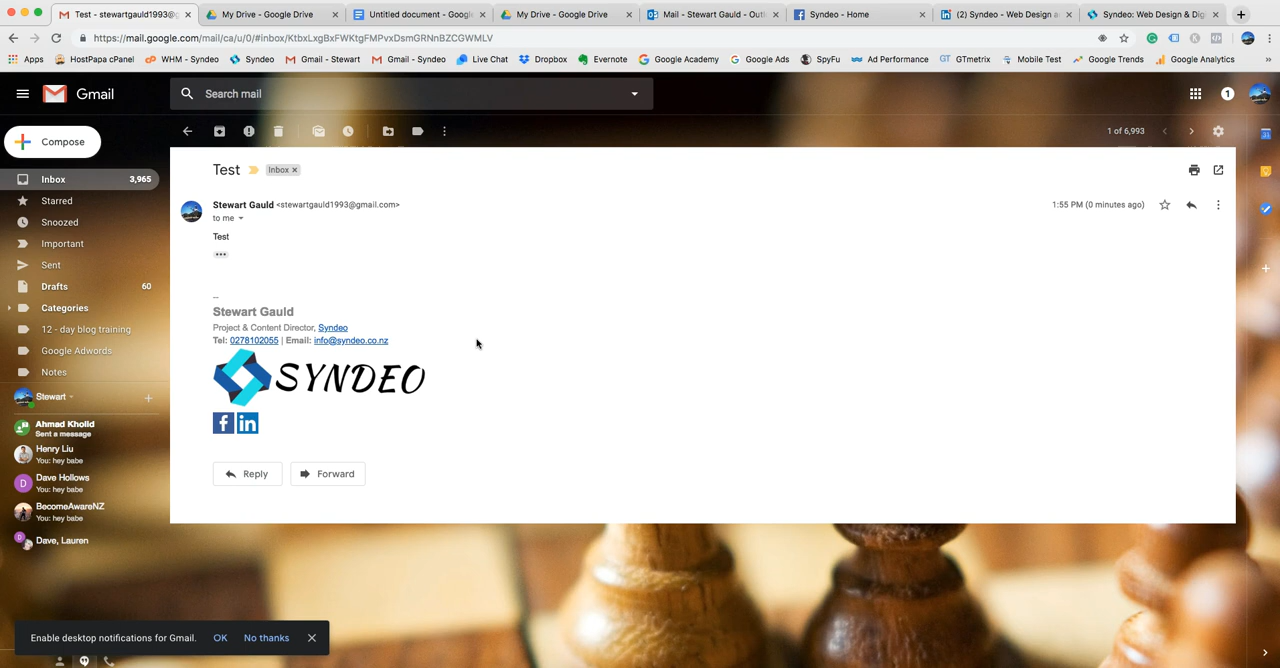 Test - stewartgauld1993@g
My Drive - Google Drive
Untitled document - Google
My Drive - Google Drive
Mail - Stewart Gauld - Outl
Syndeo - Home
(2) Syndeo - Web Design a
Syndeo: Web Design & Digi
https://mail.google.com/mail/ca/u/0/#inbox/KtbxLxgBxFWKtgFMPvxDsmGRNnBZCGWMLV
Apps
HostPapa cPanel
WHM - Syndeo
Syndeo
Gmail - Stewart
Gmail - Syndeo
Live Chat
Dropbox
Evernote
Google Academy
Google Ads
SpyFu
Ad Performance
GTmetrix
Mobile Test
Google Trends
Google Analytics
»
Gmail
Search mail
1
Compose
1 of 6,993
Inbox 3,965
Starred
Snoozed
Important
Sent
Drafts 60
Categories
12 - day blog training
Google Adwords
Notes
Stewart
Ahmad Kholid
Sent a message
Henry Liu
You: hey babe
Dave Hollows
You: hey babe
BecomeAwareNZ
You: hey babe
Dave, Lauren
Test
Inbox ×
Stewart Gauld <stewartgauld1993@gmail.com>
1:55 PM (0 minutes ago)
to me
Test
--
Stewart Gauld
Project & Content Director, Syndeo
Tel: 0278102055 | Email: info@syndeo.co.nz
SYNDEO
f in
Reply
Forward
Enable desktop notifications for Gmail. OK No thanks